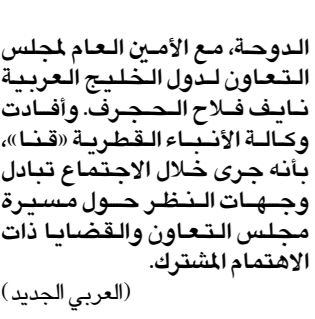 الدوحة، مع الأمين العام لمجلس
التعاون لدول الخليج العربية
نايف فلاح الحجرف. وأفادت
وكالة الأنباء القطرية «قنا»،
بأنه جرى خلال الاجتماع تبادل
وجهات النظر حول مسيرة
مجلس التعاون والقضايا ذات
الاهتمام المشترك.
(العربي الجديد)